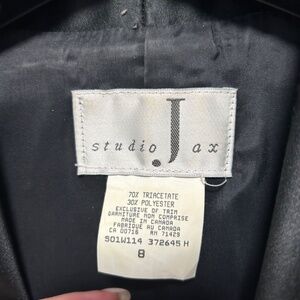 studio Jax
70% TRIACETATE
30% POLYESTER
EXCLUSIVE OF TRIM
GARNITURE NON COMPRISE
MADE IN CANADA
FABRIQUE AU CANADA
CA 00716 RN 71429
S01W114 372645 H
8